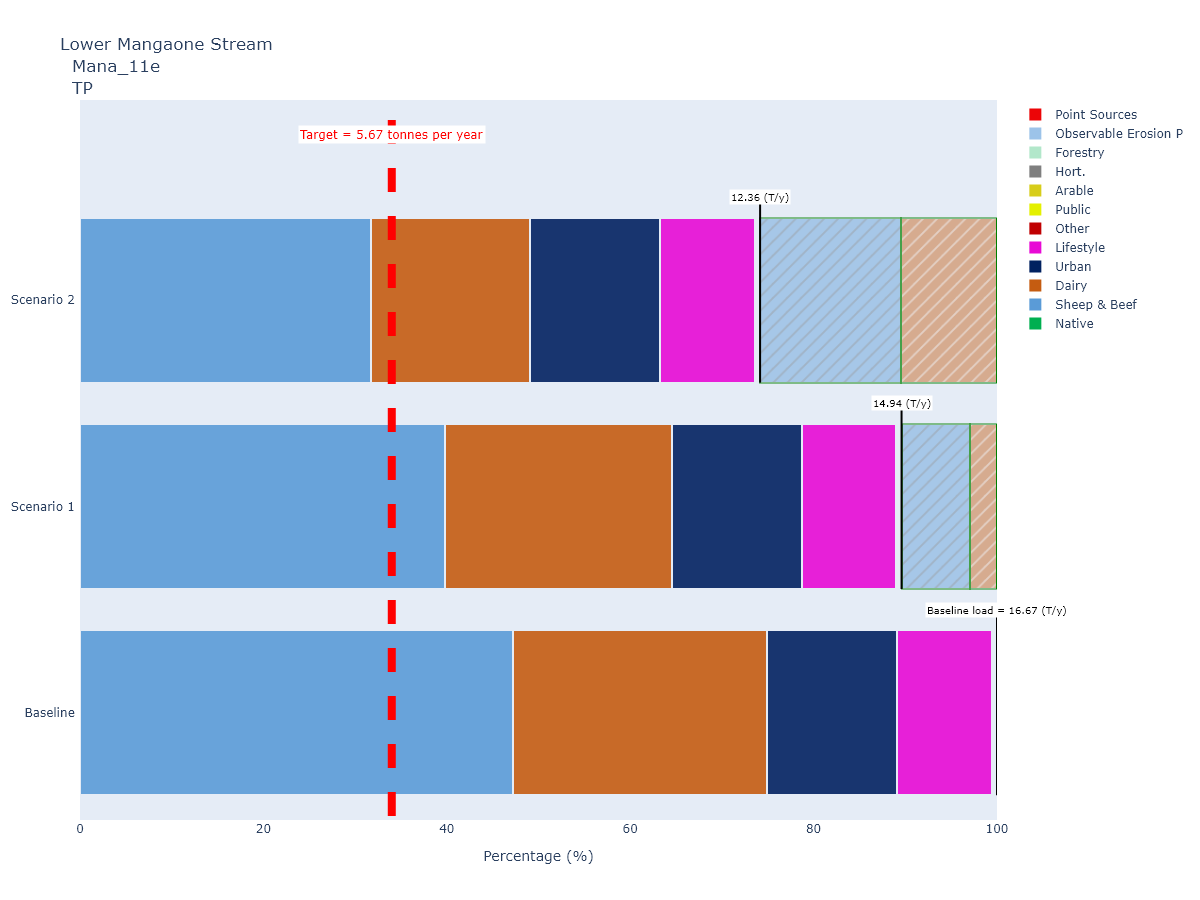 Lower Mangaone Stream
Mana_11e
TP
Target = 5.67 tonnes per year
12.36 (T/y)
Scenario 2
14.94 (T/y)
Scenario 1
Baseline load = 16.67 (T/y)
Baseline
0 20 40 60 80 100
Percentage (%)
Point Sources
Observable Erosion P
Forestry
Hort.
Arable
Public
Other
Lifestyle
Urban
Dairy
Sheep & Beef
Native